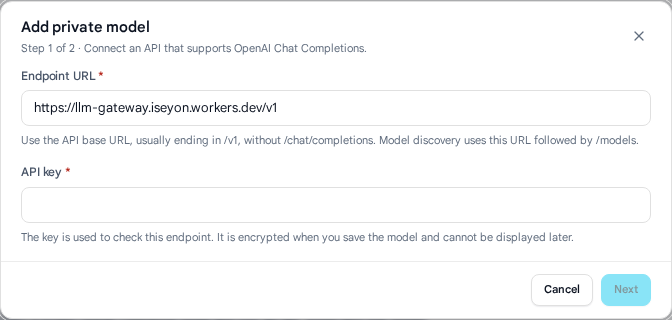 Add private model
Step 1 of 2 · Connect an API that supports OpenAI Chat Completions.
Endpoint URL *
https://llm-gateway.iseyon.workers.dev/v1
Use the API base URL, usually ending in /v1, without /chat/completions. Model discovery uses this URL followed by /models.
API key *
The key is used to check this endpoint. It is encrypted when you save the model and cannot be displayed later.
Cancel
Next